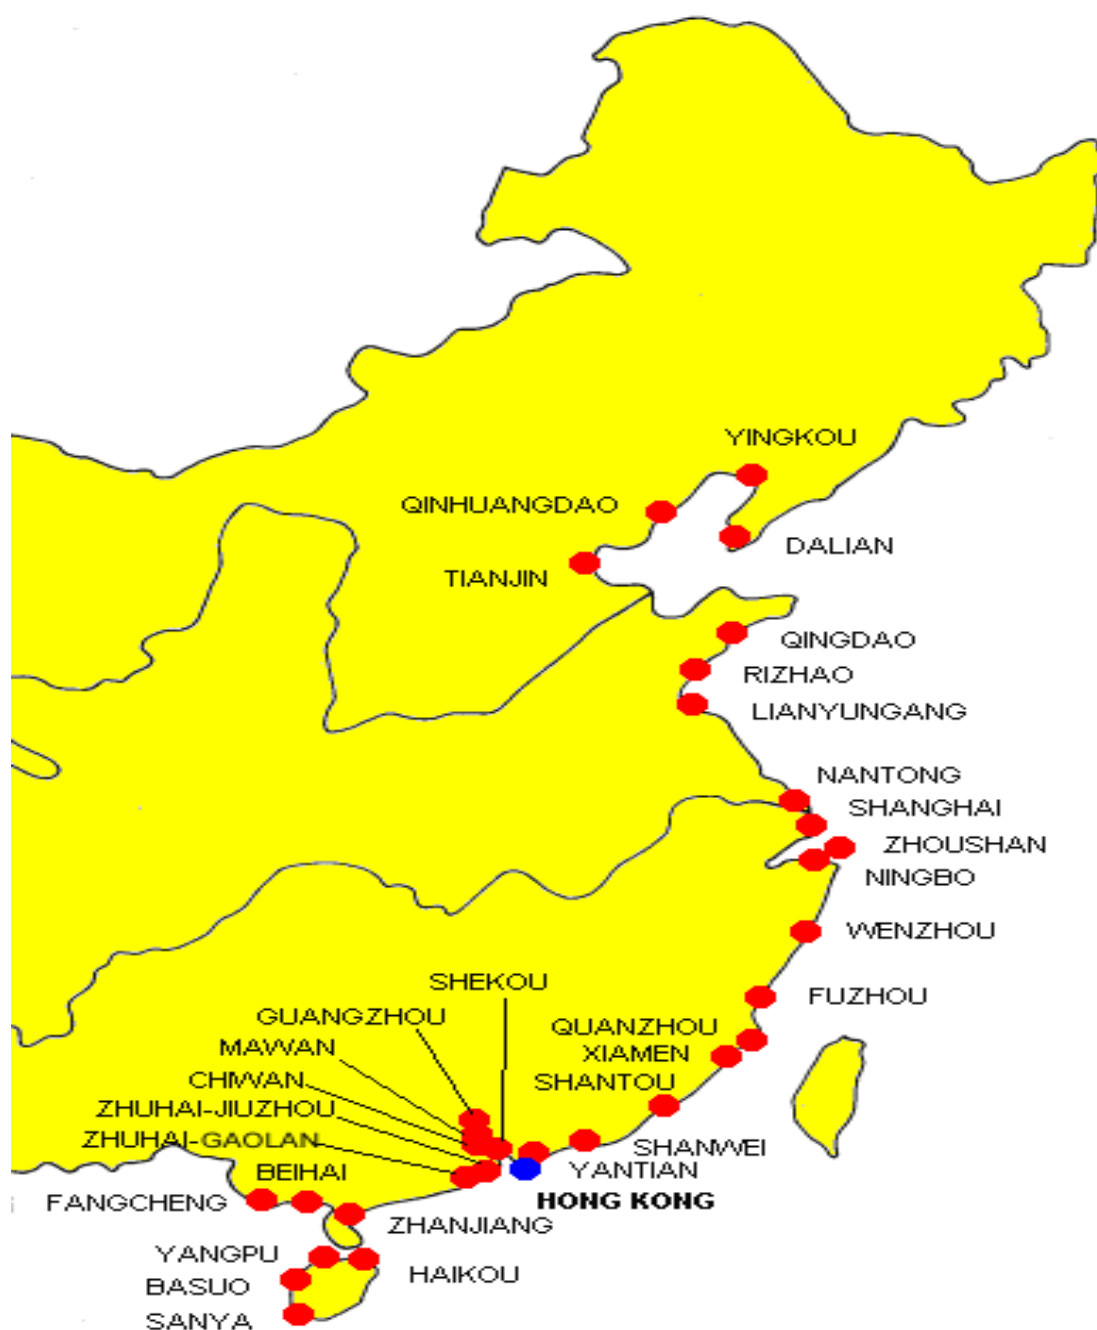 YINGKOU
QINHUANGDAO
DALIAN
TIANJIN
QINGDAO
RIZHAO
LIANYUNGANG
NANTONG
SHANGHAI
ZHOUSHAN
NINGBO
WENZHOU
SHEKOU
FUZHOU
GUANGZHOU
QUANZHOU
MAWAN
XIAMEN
CHIWAN
SHANTOU
ZHUHAI-JIUZHOU
ZHUHAI-GAOLAN
SHANWEI
BEIHAI
YANTIAN
FANGCHENG
HONG KONG
ZHANJIANG
YANGPU
HAIKOU
BASUO
SANYA